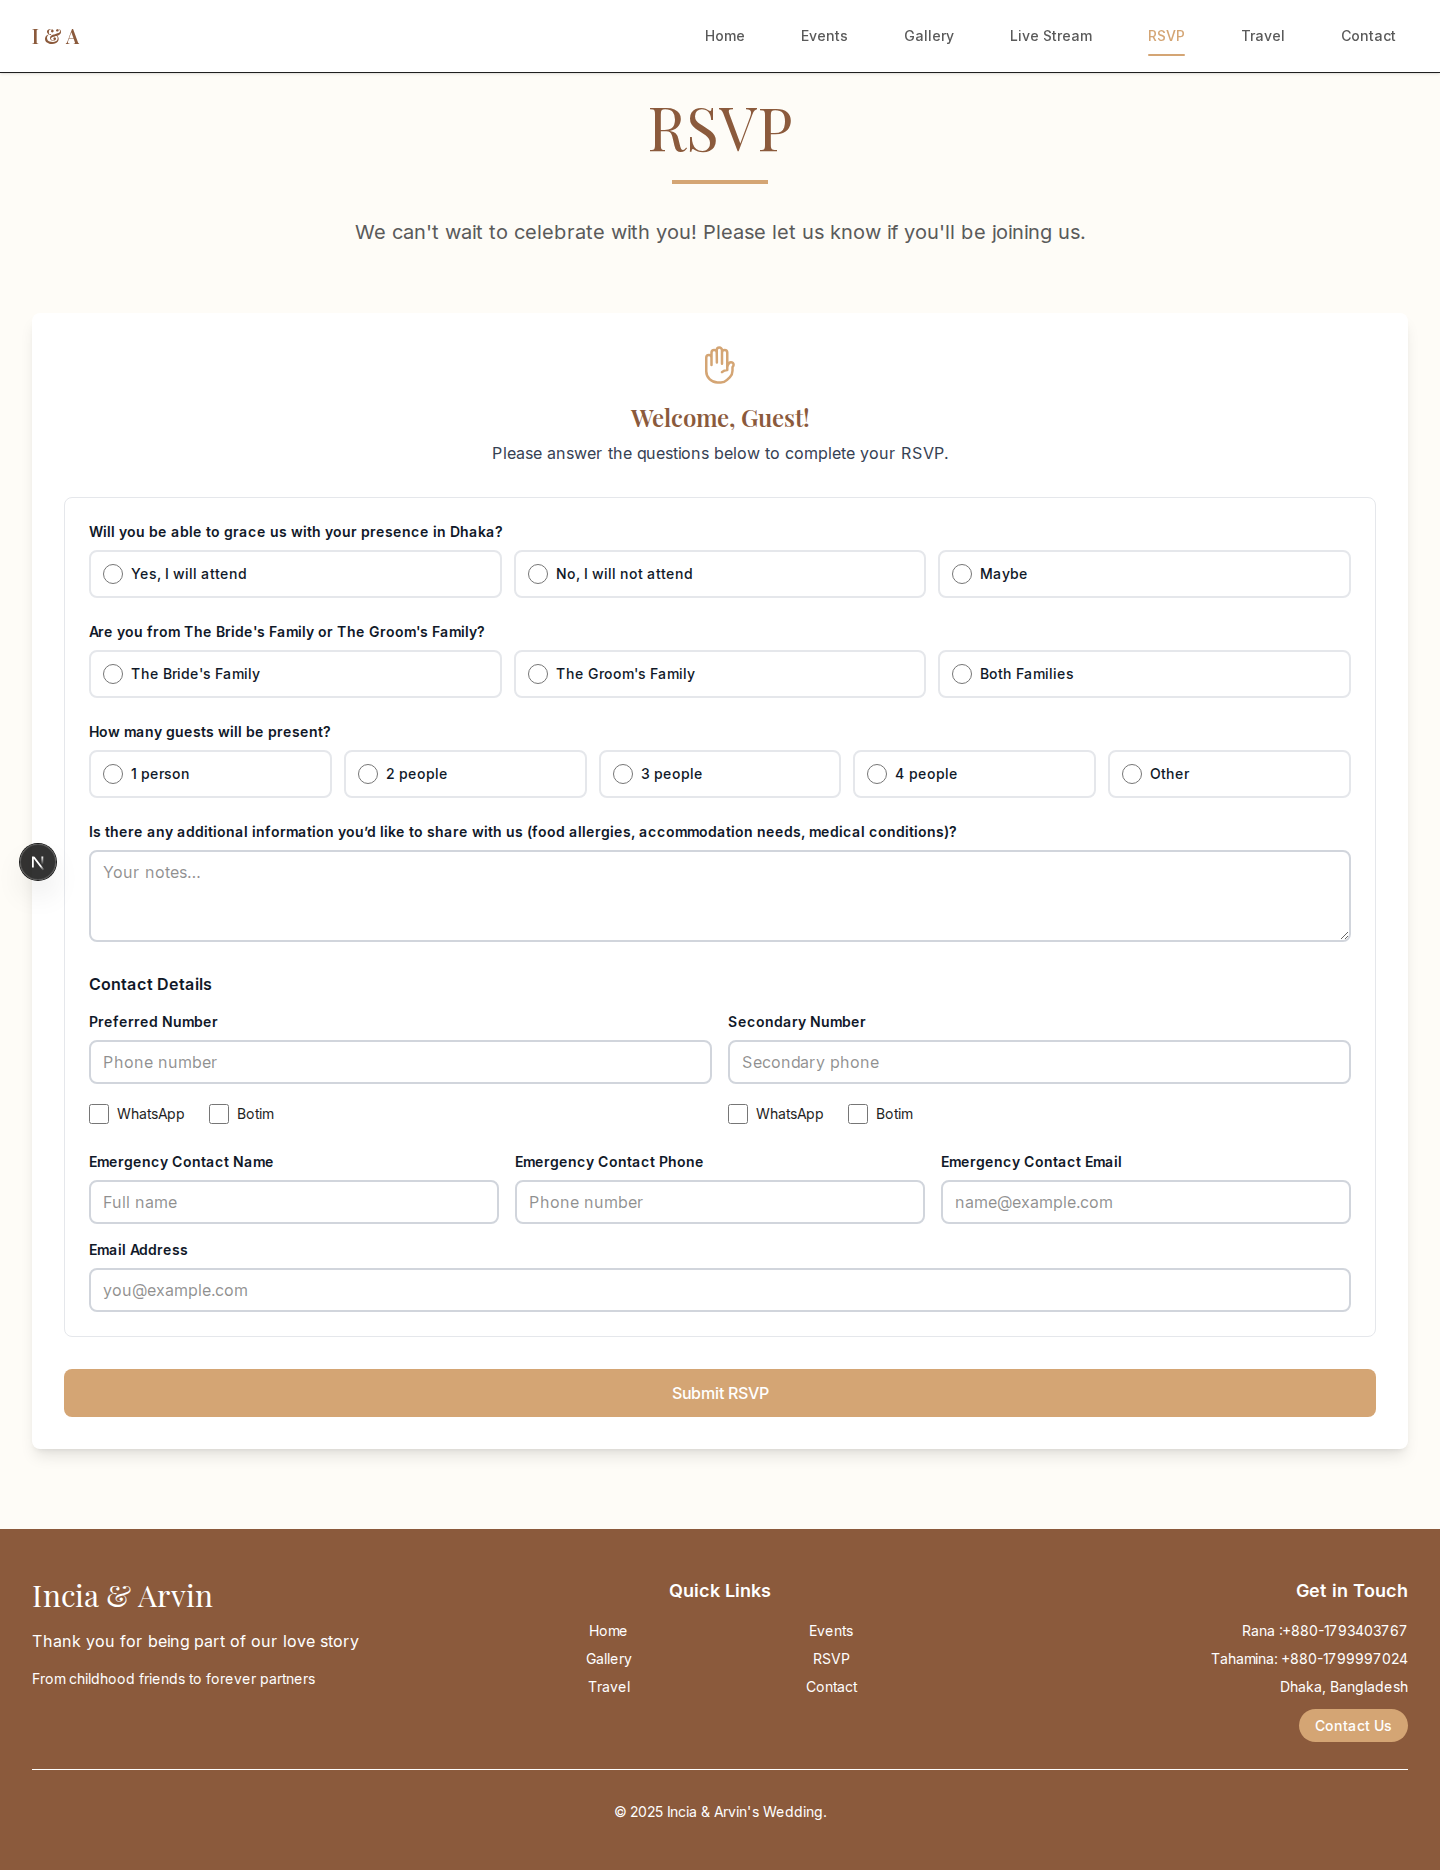 I & A
Home
Events
Gallery
Live Stream
RSVP
Travel
Contact
RSVP
We can't wait to celebrate with you! Please let us know if you'll be joining us.
Welcome, Guest!
Please answer the questions below to complete your RSVP.
Will you be able to grace us with your presence in Dhaka?
Yes, I will attend
No, I will not attend
Maybe
Are you from The Bride's Family or The Groom's Family?
The Bride's Family
The Groom's Family
Both Families
How many guests will be present?
1 person
2 people
3 people
4 people
Other
Is there any additional information you’d like to share with us (food allergies, accommodation needs, medical conditions)?
Your notes...
Contact Details
Preferred Number
Secondary Number
Phone number
Secondary phone
WhatsApp
Botim
WhatsApp
Botim
Emergency Contact Name
Emergency Contact Phone
Emergency Contact Email
Full name
Phone number
name@example.com
Email Address
you@example.com
Submit RSVP
Incia & Arvin
Thank you for being part of our love story
From childhood friends to forever partners
Quick Links
Home
Events
Gallery
RSVP
Travel
Contact
Get in Touch
Rana :+880-1793403767
Tahamina: +880-1799997024
Dhaka, Bangladesh
Contact Us
© 2025 Incia & Arvin's Wedding.